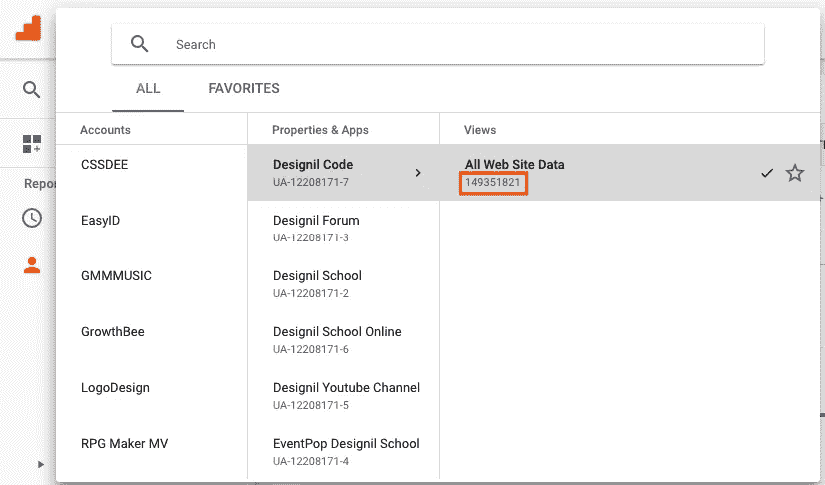 Search
ALL
FAVORITES
Accounts
Properties & Apps
Views
CSSDEE
EasyID
GMMMUSIC
GrowthBee
LogoDesign
RPG Maker MV
Designil Code
UA-12208171-7
Designil Forum
UA-12208171-3
Designil School
UA-12208171-2
Designil School Online
UA-12208171-6
Designil Youtube Channel
UA-12208171-5
EventPop Designil School
UA-12208171-4
All Web Site Data
149351821
Repor